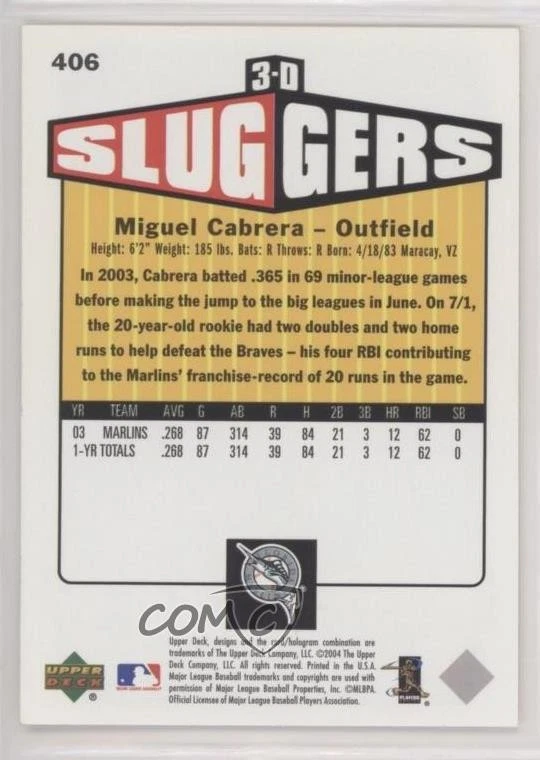 406
3-D
SLUGGERS
Miguel Cabrera – Outfield
Height: 6'2" Weight: 185 lbs. Bats: R Throws: R Born: 4/18/83 Maracay, VZ
In 2003, Cabrera batted .365 in 69 minor-league games
before making the jump to the big leagues in June. On 7/1,
the 20-year-old rookie had two doubles and two home
runs to help defeat the Braves – his four RBI contributing
to the Marlins' franchise-record of 20 runs in the game.
YR TEAM AVG G AB R H 2B 3B HR RBI SB
03 MARLINS .268 87 314 39 84 21 3 12 62 0
1-YR TOTALS .268 87 314 39 84 21 3 12 62 0
COMC
Upper Deck, designs and the card/hologram combination are
trademarks of The Upper Deck Company, LLC. ©2004 The Upper
Deck Company, LLC. All rights reserved. Printed in the U.S.A.
Major League Baseball trademarks and copyrights are used with
permission of Major League Baseball Properties, Inc. ©MLBPA.
Official Licensee of Major League Baseball Players Association.
UPPER DECK ®